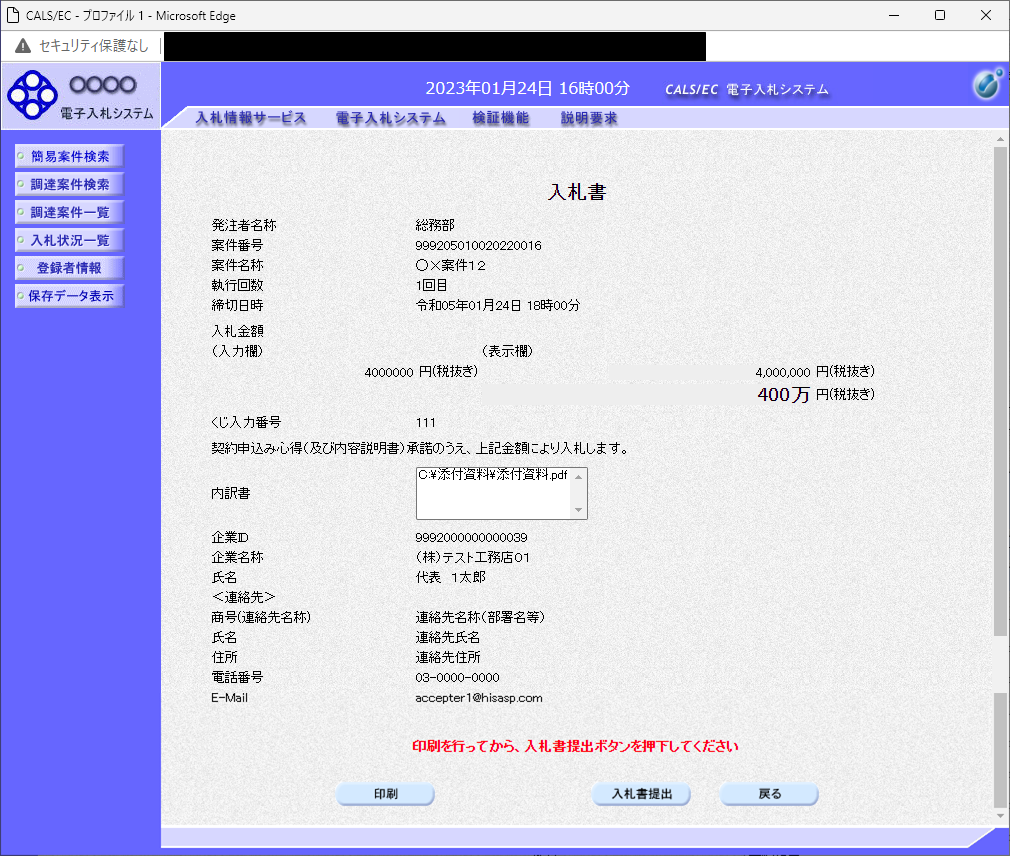 CALS/EC - プロファイル 1 - Microsoft Edge
セキュリティ保護なし
〇〇〇〇
電子入札システム
2023年01月24日 16時00分
CALS/EC 電子入札システム
入札情報サービス 電子入札システム 検証機能 説明要求
簡易案件検索
調達案件検索
調達案件一覧
入札状況一覧
登録者情報
保存データ表示
入札書
発注者名称 総務部
案件番号 999205010020220016
案件名称 〇×案件１２
執行回数 1回目
締切日時 令和05年01月24日 18時00分
入札金額
(入力欄) (表示欄)
4000000 円(税抜き) 4,000,000 円(税抜き)
400万 円(税抜き)
くじ入力番号 111
契約申込み心得(及び内容説明書)承諾のうえ、上記金額により入札します。
内訳書 C:¥添付資料¥添付資料.pdf
企業ID 9992000000000039
企業名称 (株)テスト工務店０１
氏名 代表　１太郎
＜連絡先＞
商号(連絡先名称) 連絡先名称(部署名等)
氏名 連絡先氏名
住所 連絡先住所
電話番号 03-0000-0000
E-Mail accepter1@hisasp.com
印刷を行ってから、入札書提出ボタンを押下してください
印刷 入札書提出 戻る